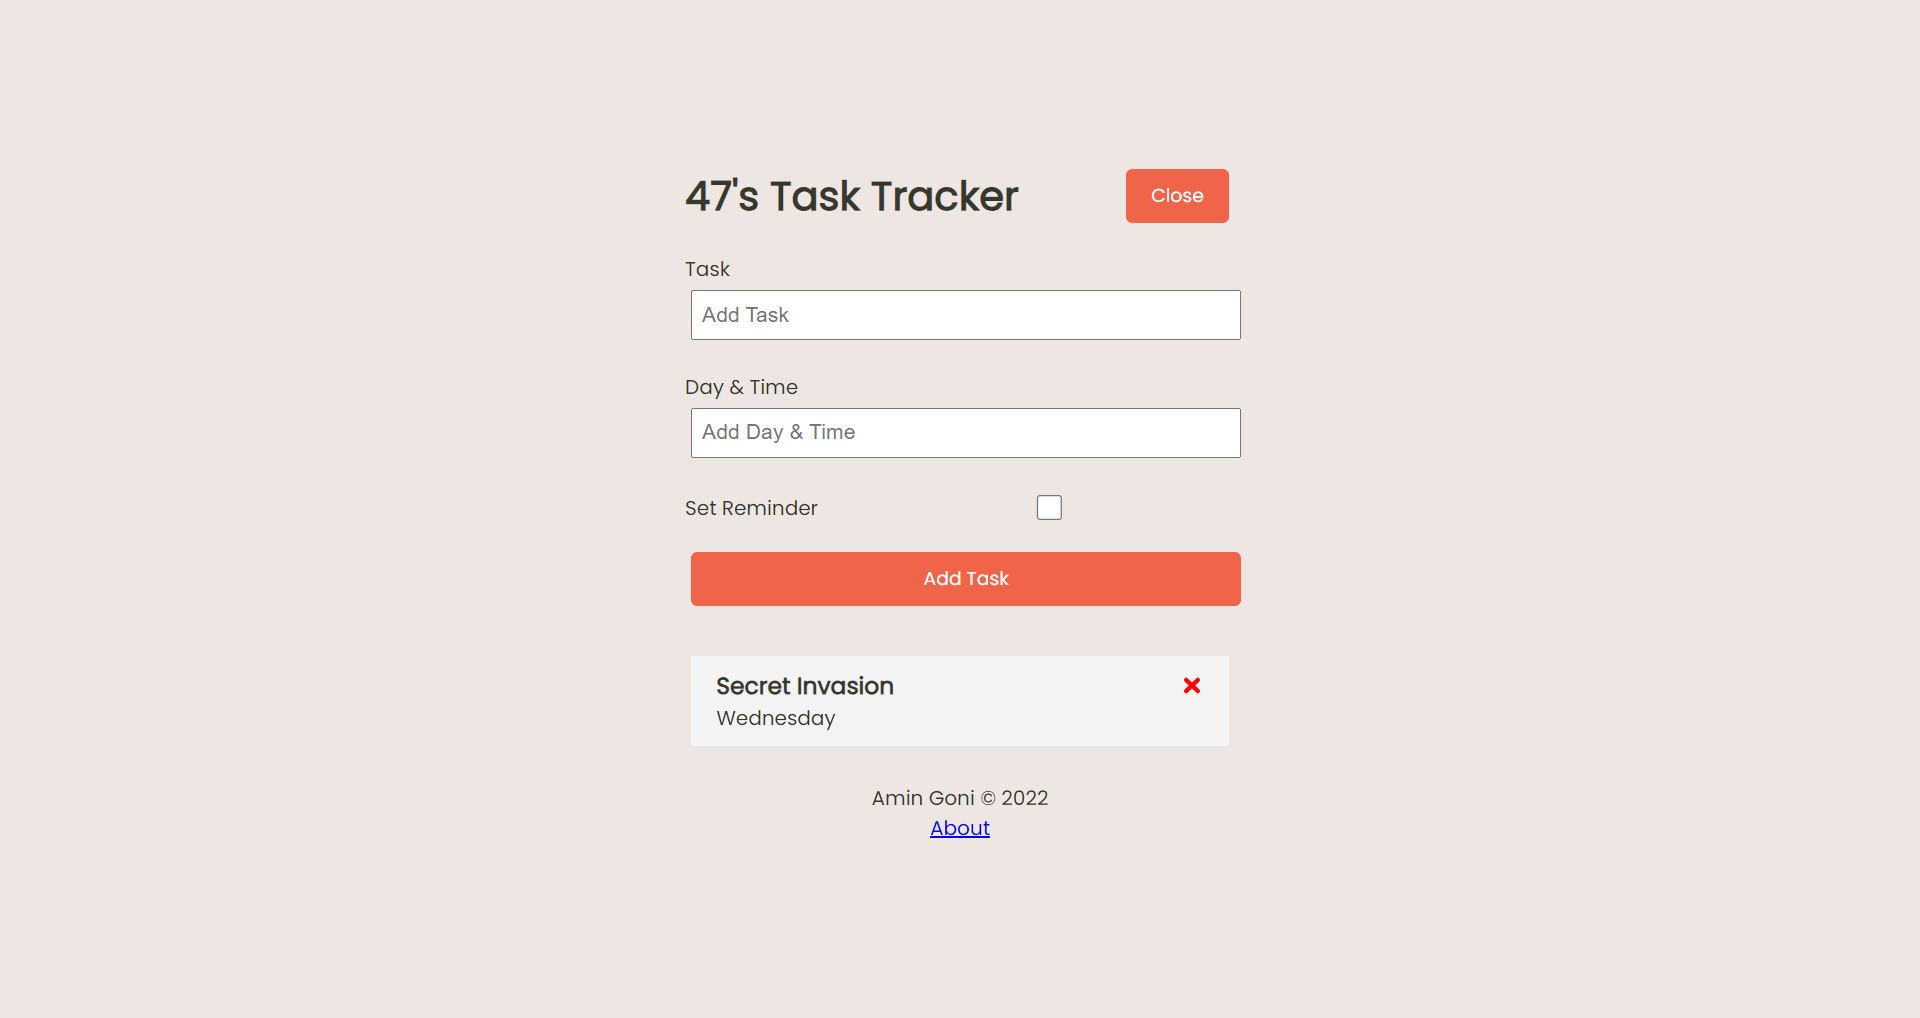 47's Task Tracker
Close
Task
Add Task
Day & Time
Add Day & Time
Set Reminder
Add Task
Secret Invasion
Wednesday
Amin Goni © 2022
About